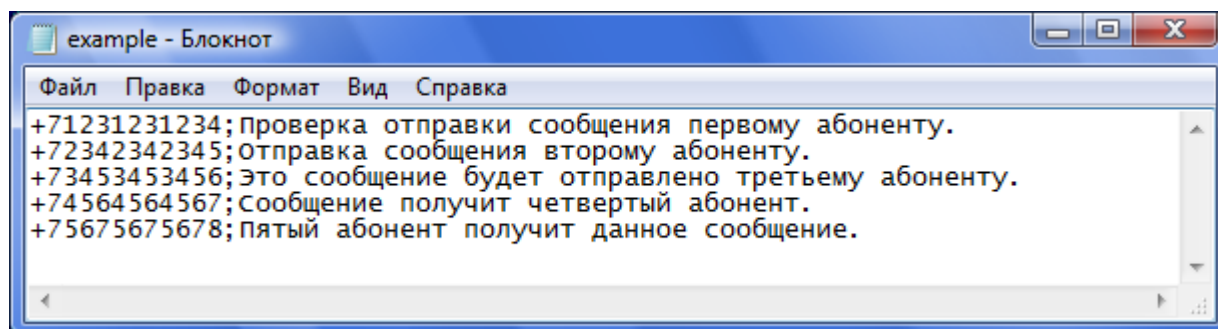 example - Блокнот
Файл Правка Формат Вид Справка
+71231231234;Проверка отправки сообщения первому абоненту.
+72342342345;Отправка сообщения второму абоненту.
+73453453456;Это сообщение будет отправлено третьему абоненту.
+74564564567;Сообщение получит четвертый абонент.
+75675675678;Пятый абонент получит данное сообщение.